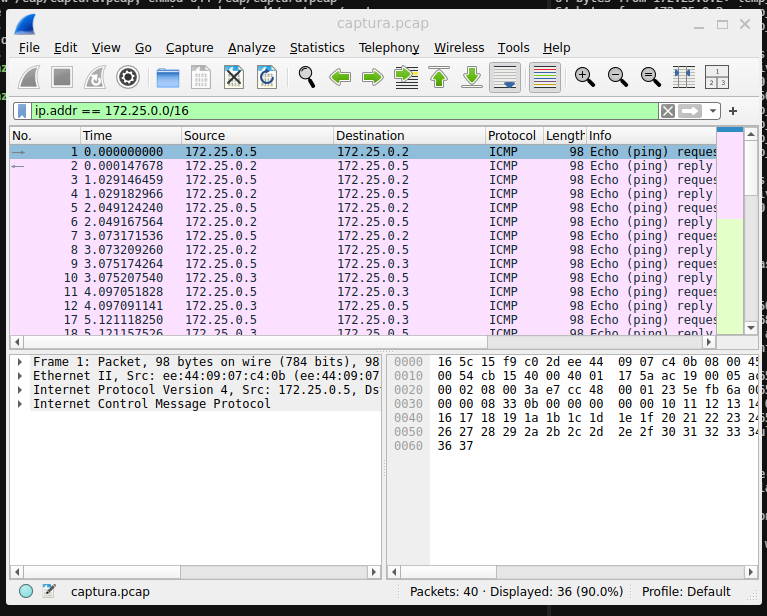 captura.pcap
File Edit View Go Capture Analyze Statistics Telephony Wireless Tools Help
ip.addr == 172.25.0.0/16
No. Time Source Destination Protocol Length Info
1 0.000000000 172.25.0.5 172.25.0.2 ICMP 98 Echo (ping) reques
2 0.000147678 172.25.0.2 172.25.0.5 ICMP 98 Echo (ping) reply
3 1.029146459 172.25.0.5 172.25.0.2 ICMP 98 Echo (ping) reques
4 1.029182966 172.25.0.2 172.25.0.5 ICMP 98 Echo (ping) reply
5 2.049124240 172.25.0.5 172.25.0.2 ICMP 98 Echo (ping) reques
6 2.049167564 172.25.0.2 172.25.0.5 ICMP 98 Echo (ping) reply
7 3.073171536 172.25.0.5 172.25.0.2 ICMP 98 Echo (ping) reques
8 3.073209260 172.25.0.2 172.25.0.5 ICMP 98 Echo (ping) reply
9 3.075174264 172.25.0.5 172.25.0.3 ICMP 98 Echo (ping) reques
10 3.075207540 172.25.0.3 172.25.0.5 ICMP 98 Echo (ping) reply
11 4.097051828 172.25.0.5 172.25.0.3 ICMP 98 Echo (ping) reques
12 4.097091141 172.25.0.3 172.25.0.5 ICMP 98 Echo (ping) reply
17 5.121118250 172.25.0.5 172.25.0.3 ICMP 98 Echo (ping) reques
18 5.121157526 172.25.0.3 172.25.0.5 ICMP 98 Echo (ping) reply
Frame 1: Packet, 98 bytes on wire (784 bits), 98
Ethernet II, Src: ee:44:09:07:c4:0b (ee:44:09:07
Internet Protocol Version 4, Src: 172.25.0.5, Ds
Internet Control Message Protocol
0000 16 5c 15 f9 c0 2d ee 44 09 07 c4 0b 08 00 45
0010 00 54 cb 15 40 00 40 01 17 5a ac 19 00 05 ac
0020 00 02 08 00 3a e7 cc 48 00 01 23 5e fb 6a 00
0030 00 00 08 33 0b 00 00 00 00 00 10 11 12 13 14
0040 16 17 18 19 1a 1b 1c 1d 1e 1f 20 21 22 23 24
0050 26 27 28 29 2a 2b 2c 2d 2e 2f 30 31 32 33 34
0060 36 37
captura.pcap Packets: 40 · Displayed: 36 (90.0%) Profile: Default